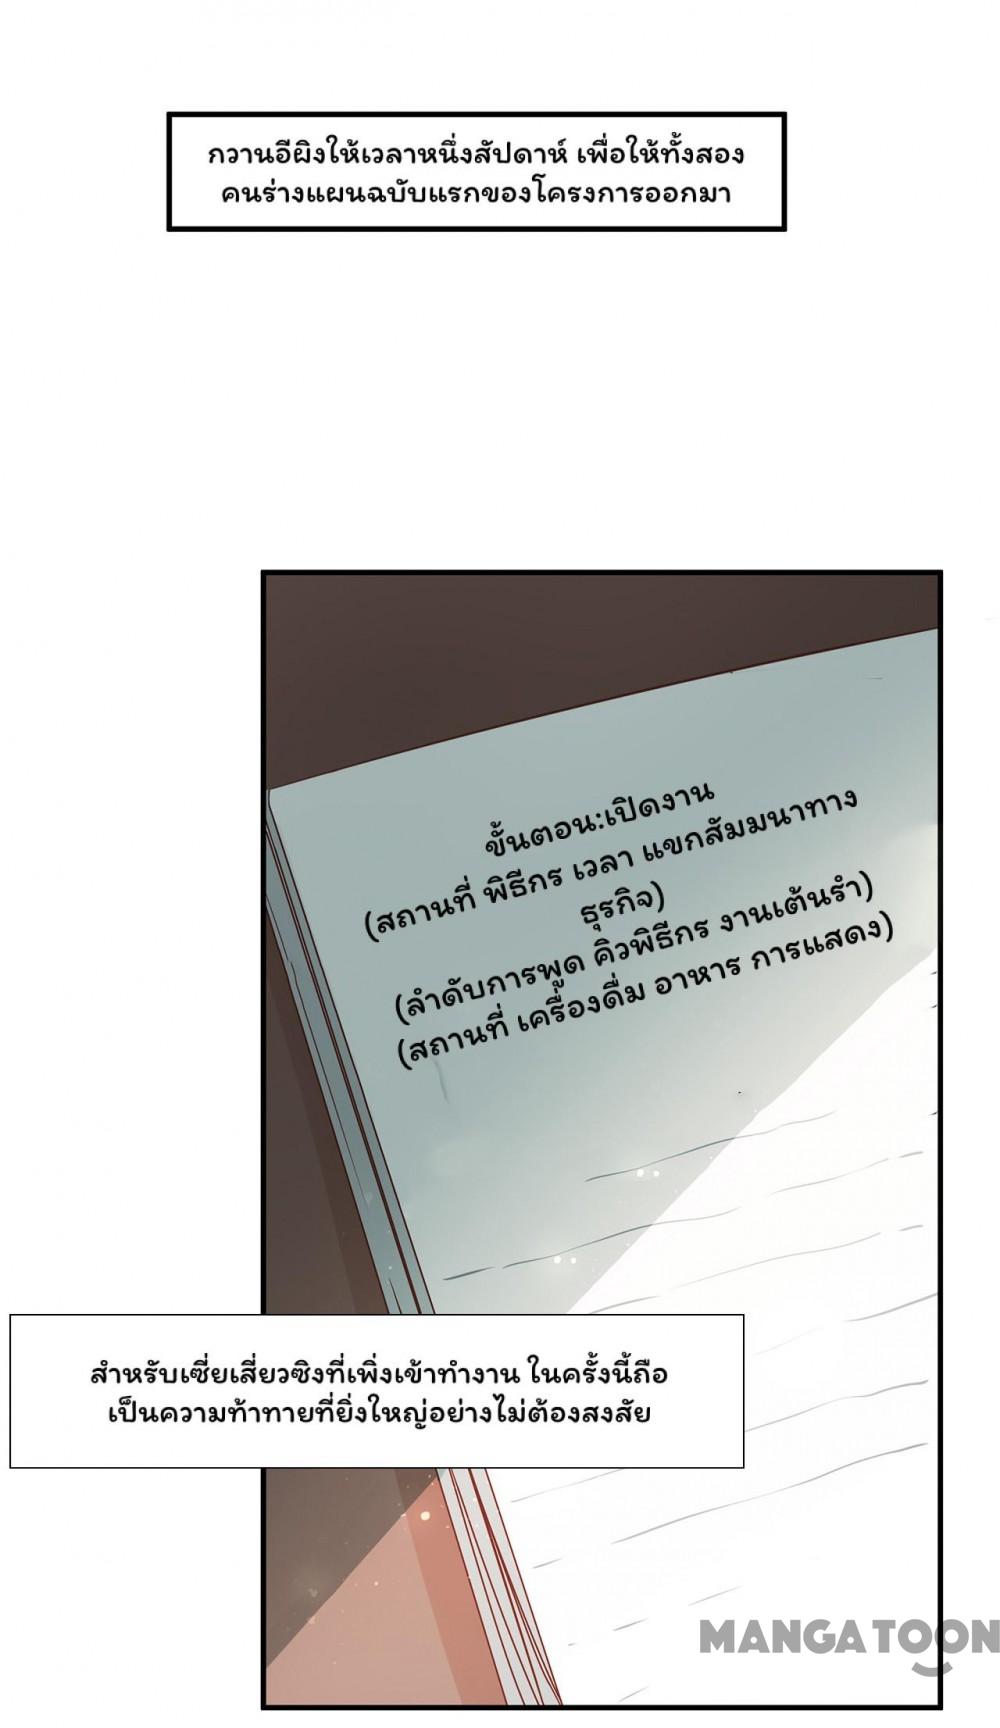 กวานอีผิงให้เวลาหนึ่งสัปดาห์ เพื่อให้ทั้งสอง
คนร่างแผนฉบับแรกของโครงการออกมา
ขั้นตอน:เปิดงาน
(สถานที่ พิธีกร เวลา แขกสัมมนาทาง
ธุรกิจ)
(ลำดับการพูด คิวพิธีกร งานเต้นรำ)
(สถานที่ เครื่องดื่ม อาหาร การแสดง)
สำหรับเซี่ยเสี่ยวซิงที่เพิ่งเข้าทำงาน ในครั้งนี้ถือ
เป็นความท้าทายที่ยิ่งใหญ่อย่างไม่ต้องสงสัย
MANGATOON